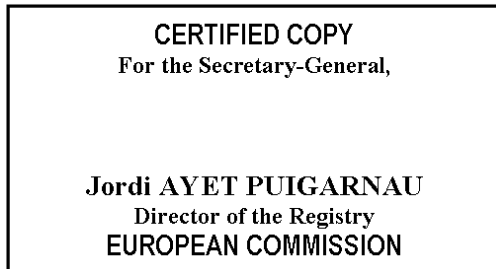 CERTIFIED COPY
For the Secretary-General,
Jordi AYET PUIGARNAU
Director of the Registry
EUROPEAN COMMISSION